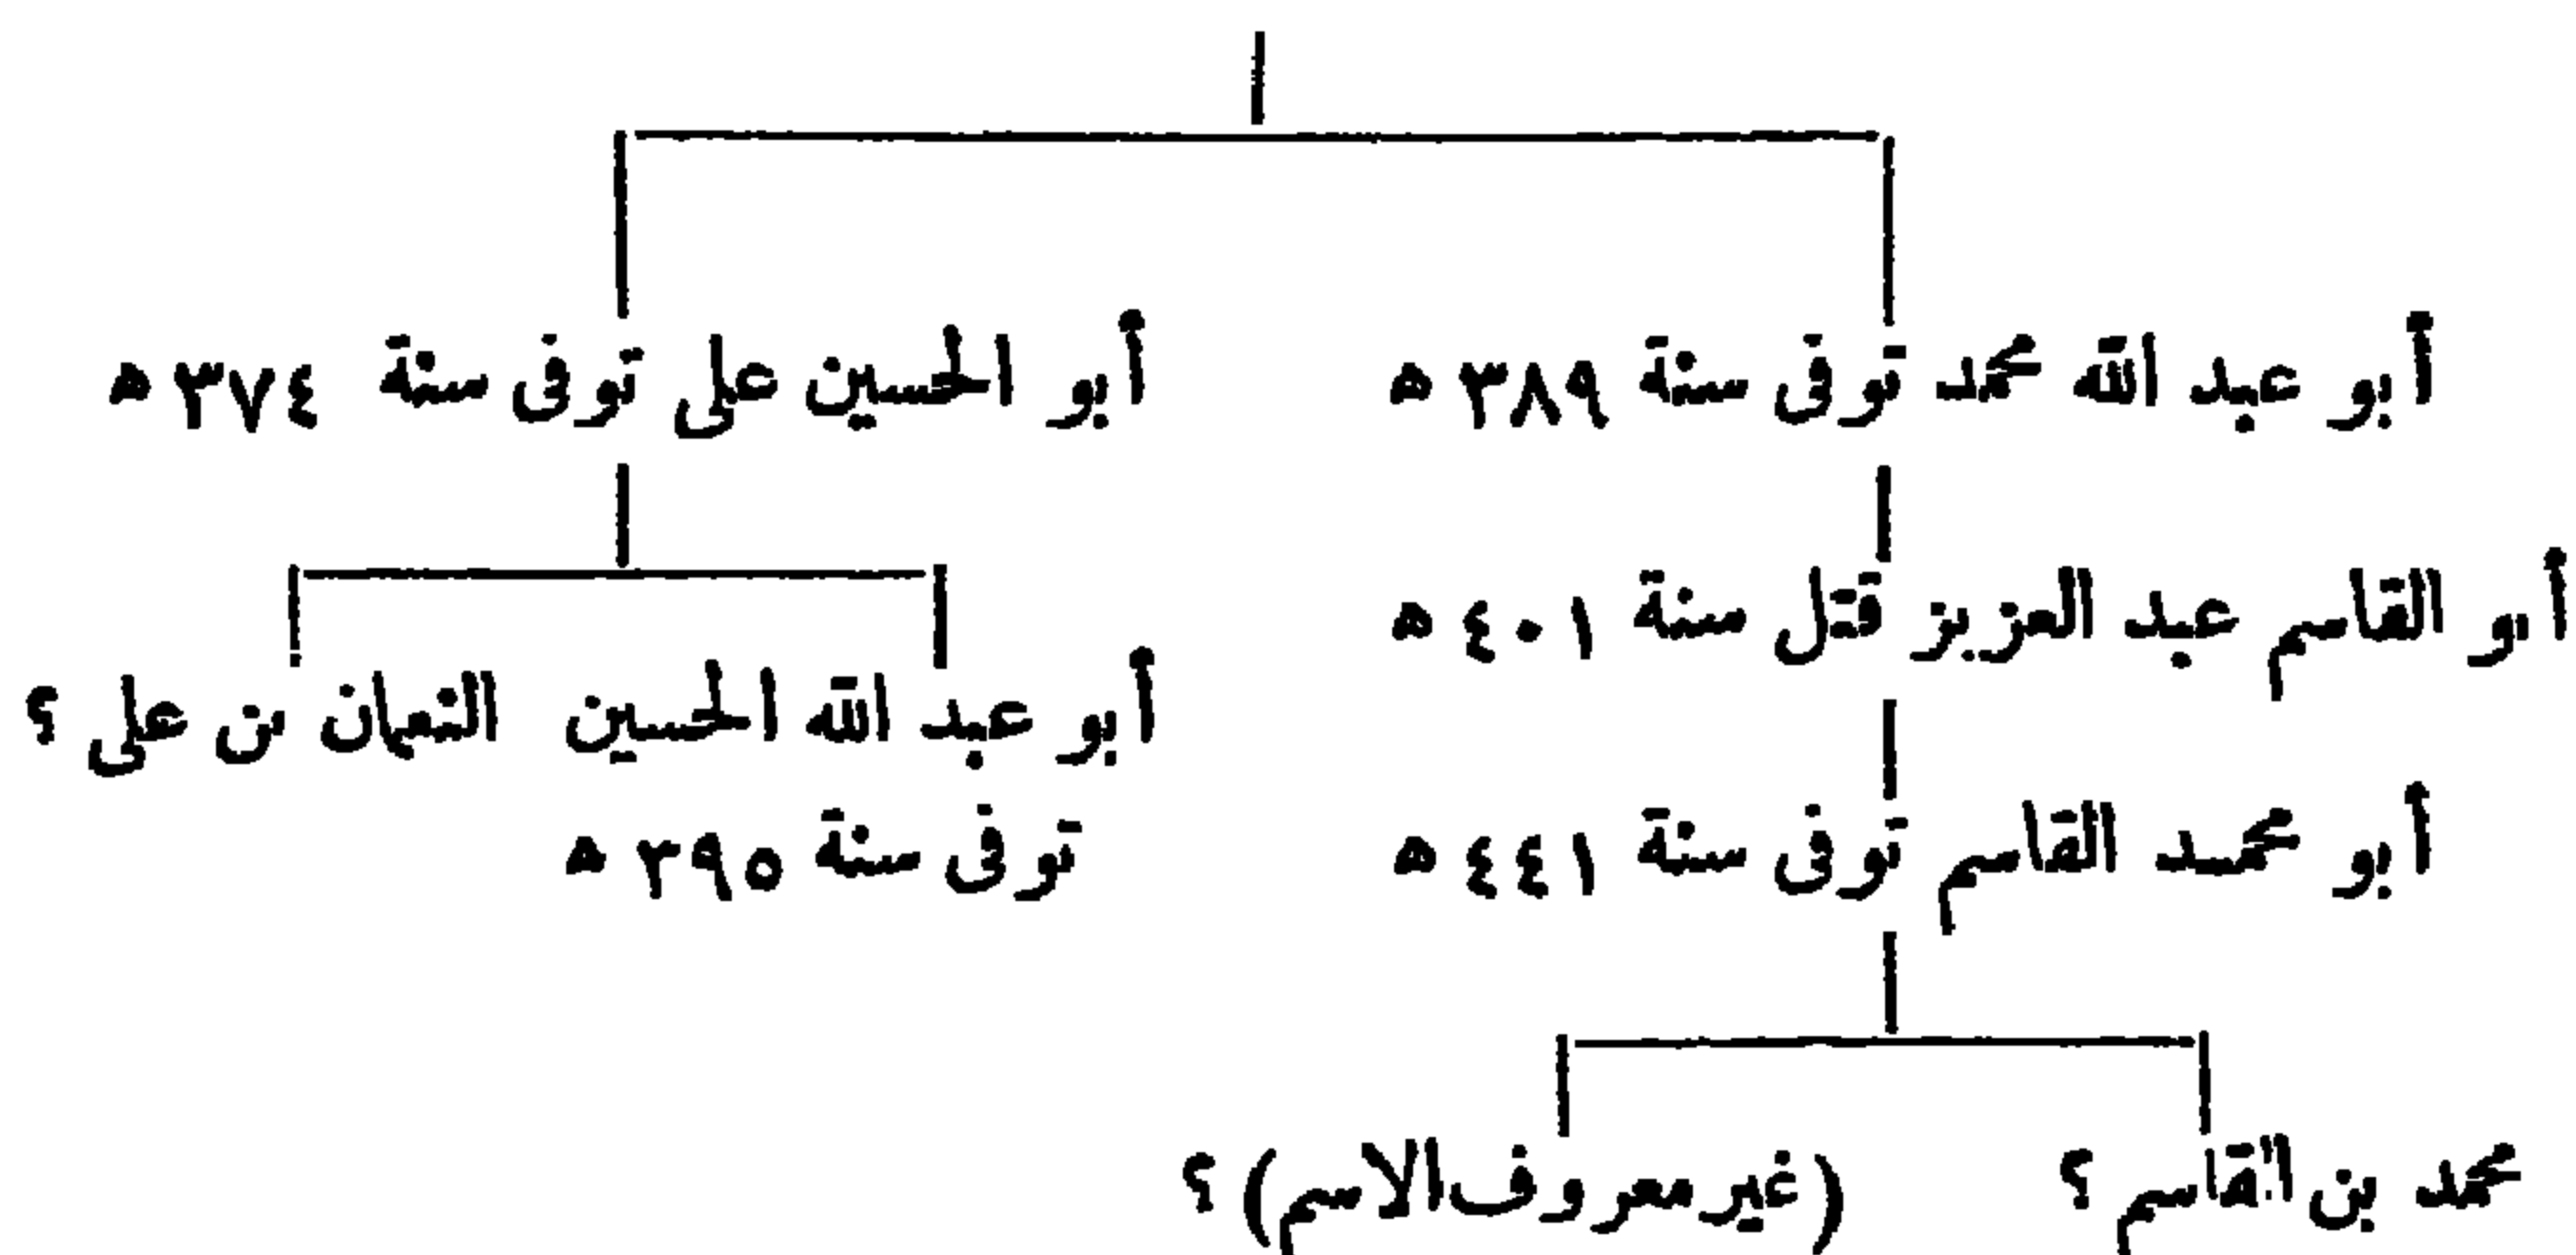 أبو عبد الله محمد توفى سنة ٣٨٩ ه
أبو الحسين على توفى سنة ٣٧٤ ه
أبو القاسم عبد العزيز قتل سنة ٤٠١ ه
أبو عبد الله الحسين
توفى سنة ٣٩٥ ه
النعمان بن على ؟
أبو محمد القاسم توفى سنة ٤٤١ ه
محمد بن القاسم ؟
(غير معروف الاسم) ؟